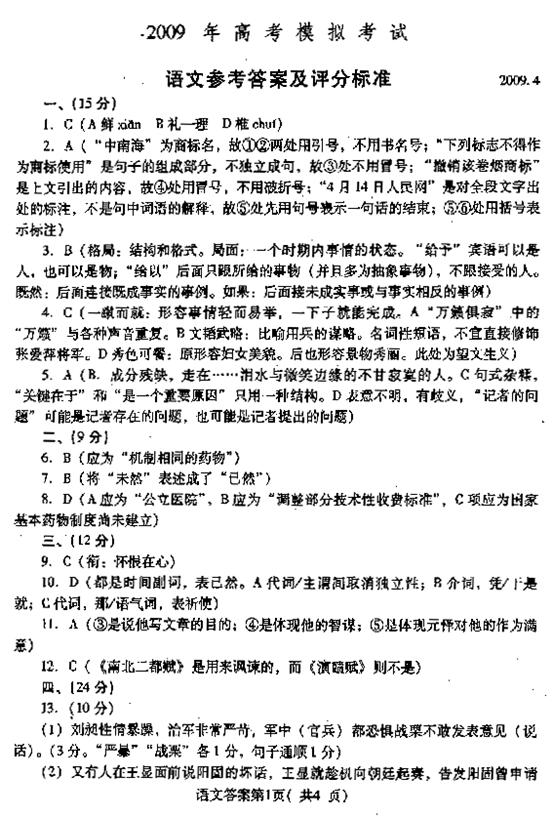 2009 年高考模拟考试
语文参考答案及评分标准 2009.4
一、(15分)
1. C (A 鲜 xiǎn B 礼一理 D 椎 chuí)
2. A (“中南海”为商标名，故①②两处用引号，不用书名号；“下列标志不得作
为商标使用”是句子的组成部分，不独立成句，故③处不用冒号；“撤销该卷烟商标”
是上文引出的内容，故④处用冒号，不用破折号；“4月14日人民网”是对全段文字出
处的标注，不是句中词语的解释，故⑤处先用句号表示一句话的结束；⑤⑥处用括号表
示标注)
3. B (格局：结构和格式。局面：一个时期内事情的状态。“给予”宾语可以是
人，也可以是物；“给以”后面只跟所给的事物（并且多为抽象事物），不跟接受的人。
既然：后面连接既成事实的事例。如果：后面接未成实事或与事实相反的事例)
4. C (一蹴而就：形容事情轻而易举，一下子就能完成。A “万籁俱寂”中的
“万籁”与各种声音重复。B 文韬武略：比喻用兵的谋略。名词性短语，不宜直接修饰
张爱萍将军。D 秀色可餐：原形容妇女美貌。后也形容景物秀丽。此处为望文生义)
5. A (B. 成分残缺，走在……泪水与微笑边缘的不甘寂寞的人。C 句式杂糅，
“关键在于”和“是一个重要原因”只用一种结构。D 表意不明，有歧义，“记者的问
题”可能是记者存在的问题，也可能是记者提出的问题)
二、(9分)
6. B (应为“机制相同的药物”)
7. B (将“未然”表述成了“已然”)
8. D (A 应为“公立医院”，B 应为“调整部分技术性收费标准”，C 项应为国家
基本药物制度尚未建立)
三、(12分)
9. C (衔：怀恨在心)
10. D (都是时间副词，表已然。A 代词/主谓间取消独立性；B 介词，凭/于是
就；C 代词，那/语气词，表祈使)
11. A (③是说他写文章的目的；④是体现他的智谋；⑤是体现元怿对他的作为满
意)
12. C (《南北二都赋》是用来讽谏的，而《演赜赋》则不是)
四、(24分)
13. (10分)
(1) 刘昶性情暴躁，治军非常严苛，军中（官兵）都恐惧战栗不敢发表意见（说
话）。(3分。“严暴”“战栗”各1分，句子通顺1分)
(2) 又有人在王显面前说阳固的坏话，王显就趁机向朝廷起奏，告发阳固曾申请
语文答案第1页( 共4 页)